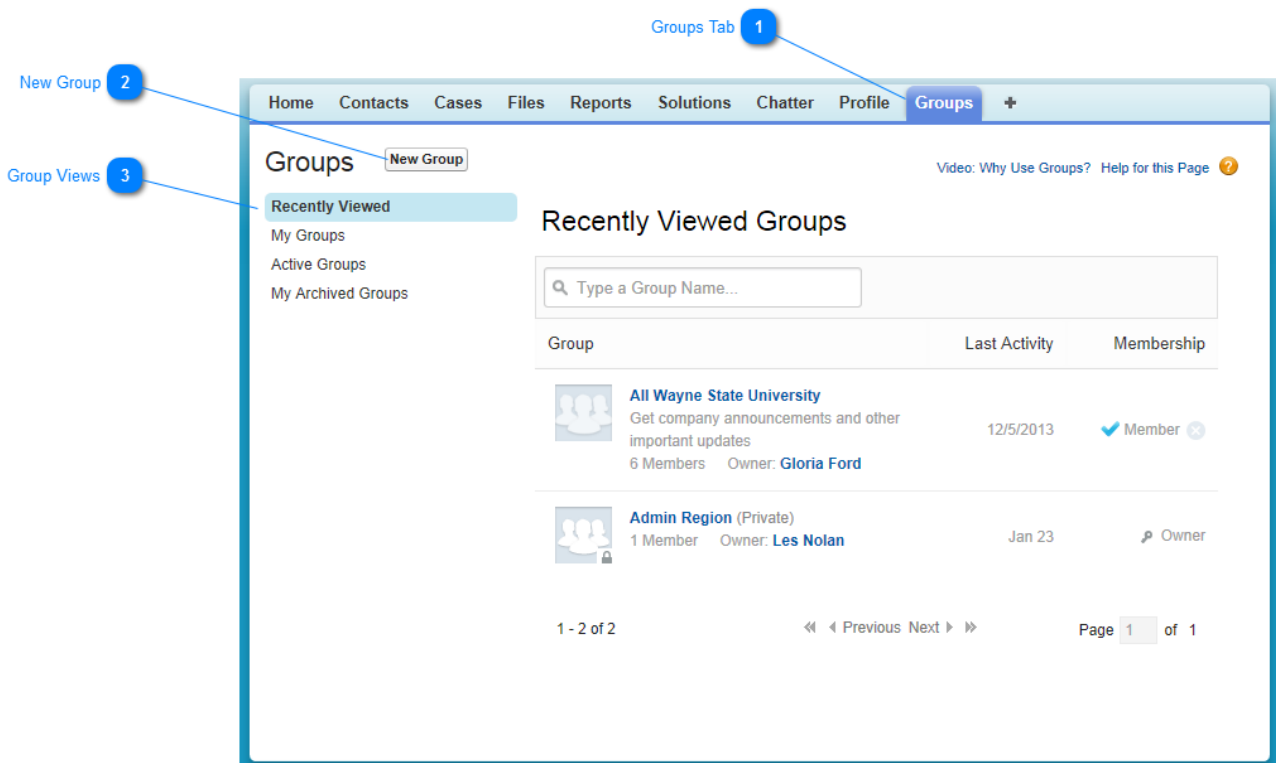 Groups Tab 1
New Group 2
Home Contacts Cases Files Reports Solutions Chatter Profile Groups +
Groups New Group
Video: Why Use Groups? Help for this Page ?
Group Views 3
Recently Viewed
My Groups
Active Groups
My Archived Groups
Recently Viewed Groups
Type a Group Name...
Group Last Activity Membership
All Wayne State University
Get company announcements and other
important updates
6 Members Owner: Gloria Ford
12/5/2013 Member
Admin Region (Private)
1 Member Owner: Les Nolan
Jan 23 Owner
1 - 2 of 2 Previous Next Page 1 of 1